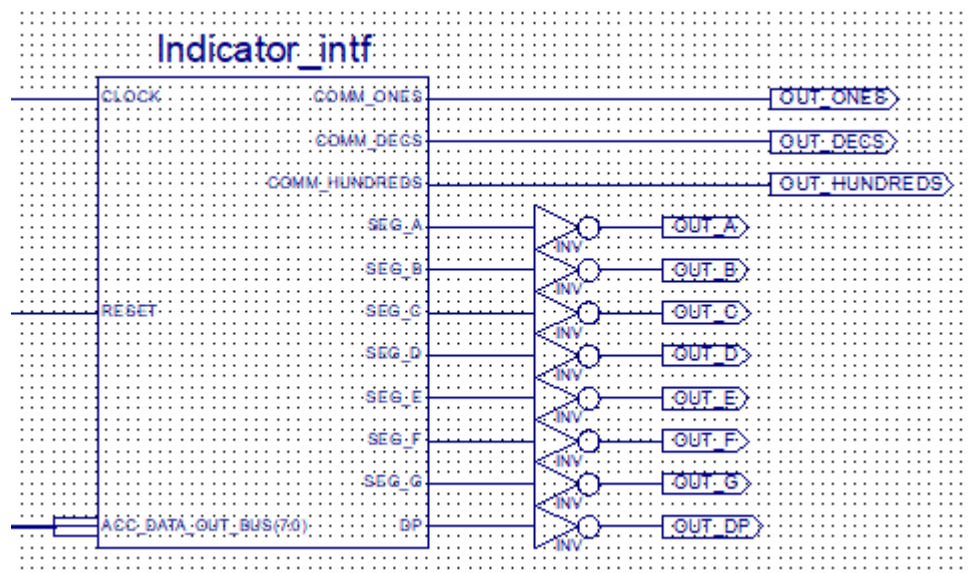 Indicator_intf
CLOCK COMM_ONES OUT_ONES
COMM_DECS OUT_DECS
COMM_HUNDREDS OUT_HUNDREDS
SEG_A INV OUT_A
SEG_B INV OUT_B
RESET SEG_C INV OUT_C
SEG_D INV OUT_D
SEG_E INV OUT_E
SEG_F INV OUT_F
SEG_G INV OUT_G
ACC_DATA_OUT_BUS(7:0) DP INV OUT_DP